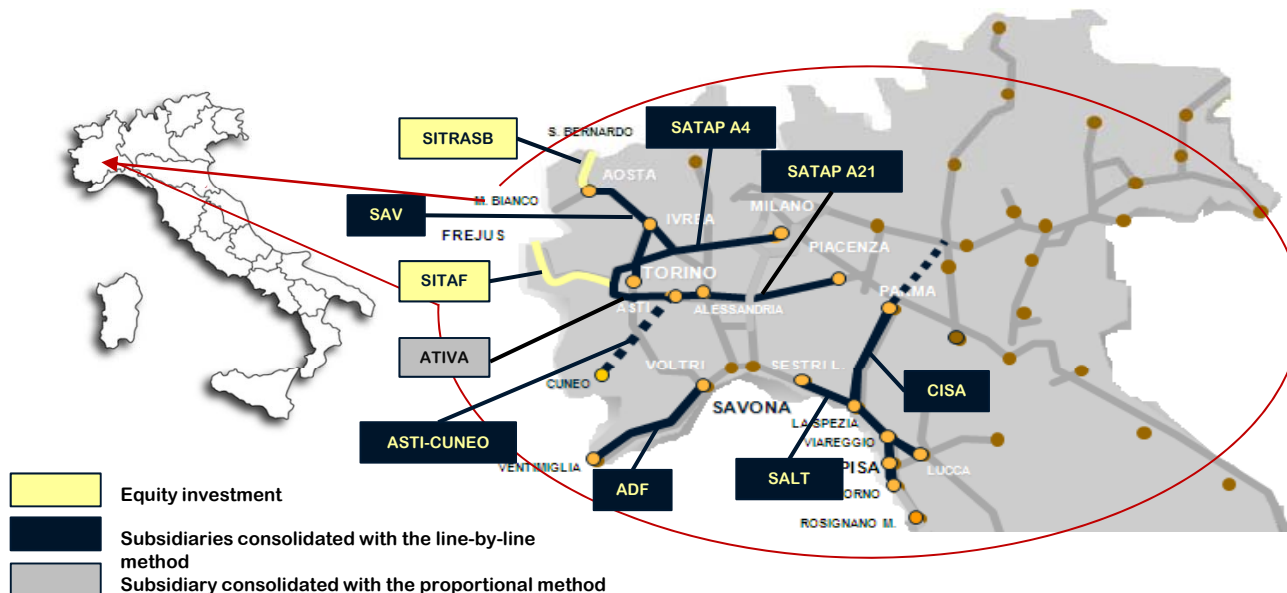 S. BERNARDO
SITRASB
SATAP A4
AOSTA
SATAP A21
M. BIANCO
SAV
IVREA
MILANO
FREJUS
PIACENZA
SITAF
TORINO
PARMA
ASTI
ALESSANDRIA
ATIVA
VOLTRI
SESTRI L.
CUNEO
CISA
SAVONA
LA SPEZIA
VIAREGGIO
ASTI-CUNEO
VENTIMIGLIA
LUCCA
PISA
SALT
ADF
ORNO
ROSIGNANO M.
Equity investment
Subsidiaries consolidated with the line-by-line
method
Subsidiary consolidated with the proportional method